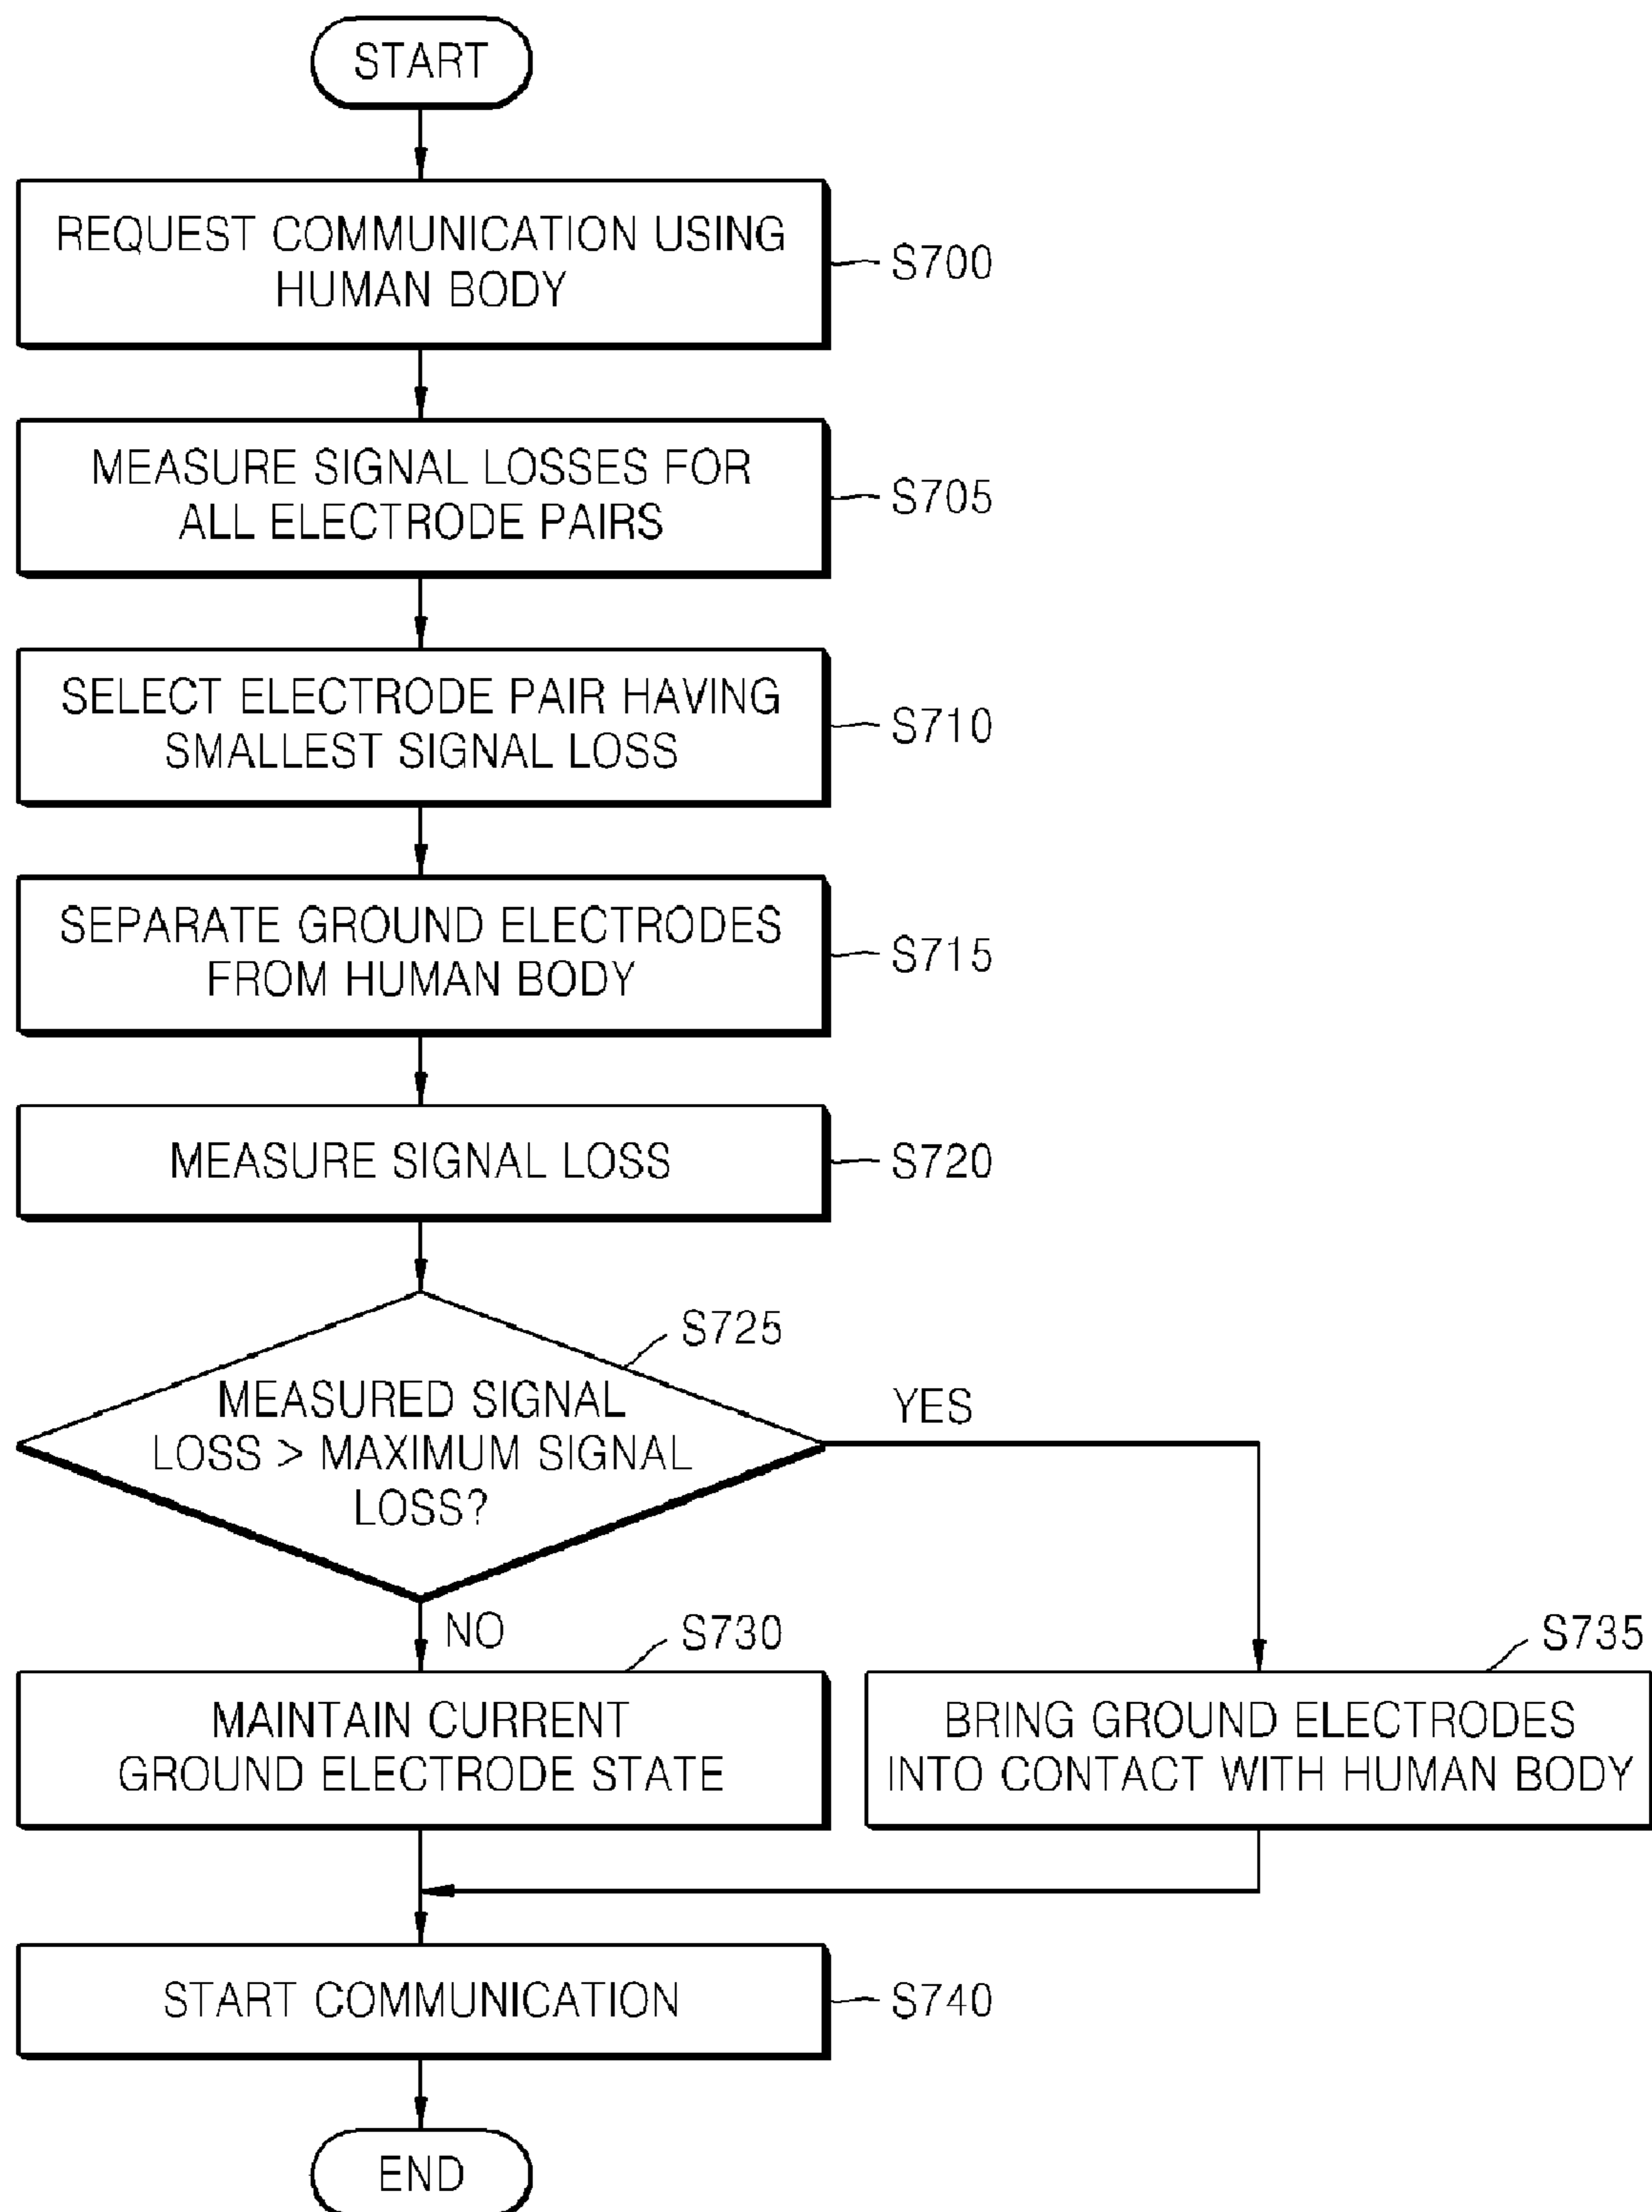 START
REQUEST COMMUNICATION USING
HUMAN BODY
S700
MEASURE SIGNAL LOSSES FOR
ALL ELECTRODE PAIRS
S705
SELECT ELECTRODE PAIR HAVING
SMALLEST SIGNAL LOSS
S710
SEPARATE GROUND ELECTRODES
FROM HUMAN BODY
S715
MEASURE SIGNAL LOSS
S720
S725
MEASURED SIGNAL
LOSS > MAXIMUM SIGNAL
LOSS?
YES
NO
S730
MAINTAIN CURRENT
GROUND ELECTRODE STATE
S735
BRING GROUND ELECTRODES
INTO CONTACT WITH HUMAN BODY
START COMMUNICATION
S740
END